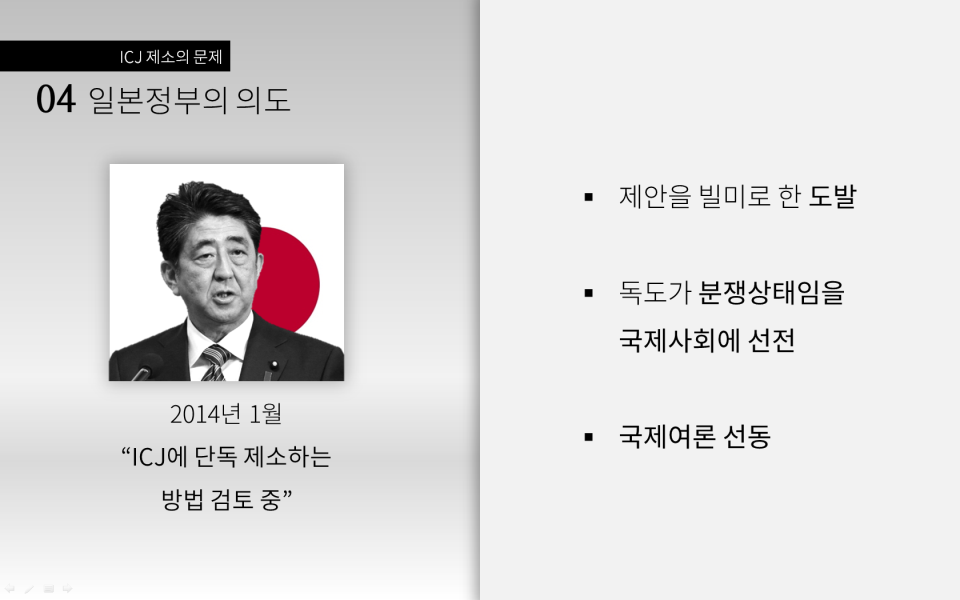 ICJ 제소의 문제
04 일본정부의 의도
2014년 1월
“ICJ에 단독 제소하는
방법 검토 중”
▪ 제안을 빌미로 한 도발
▪ 독도가 분쟁상태임을
국제사회에 선전
▪ 국제여론 선동